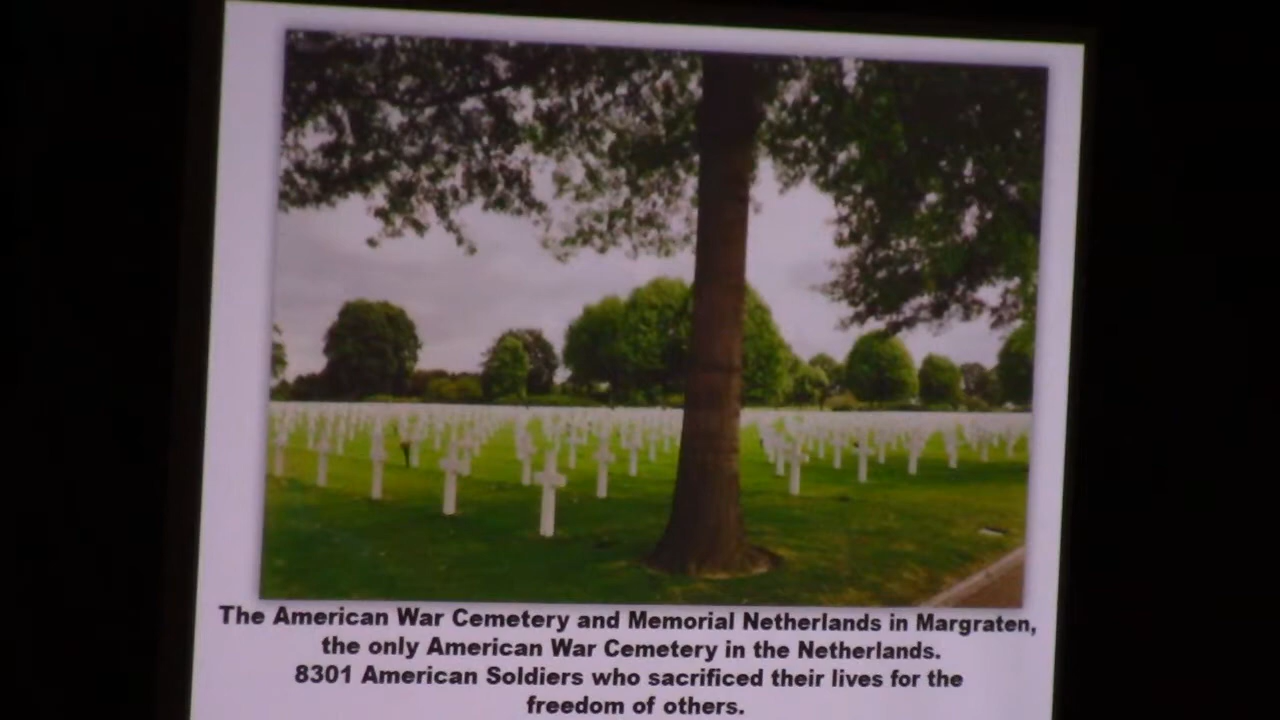 The American War Cemetery and Memorial Netherlands in Margraten,
the only American War Cemetery in the Netherlands.
8301 American Soldiers who sacrificed their lives for the
freedom of others.